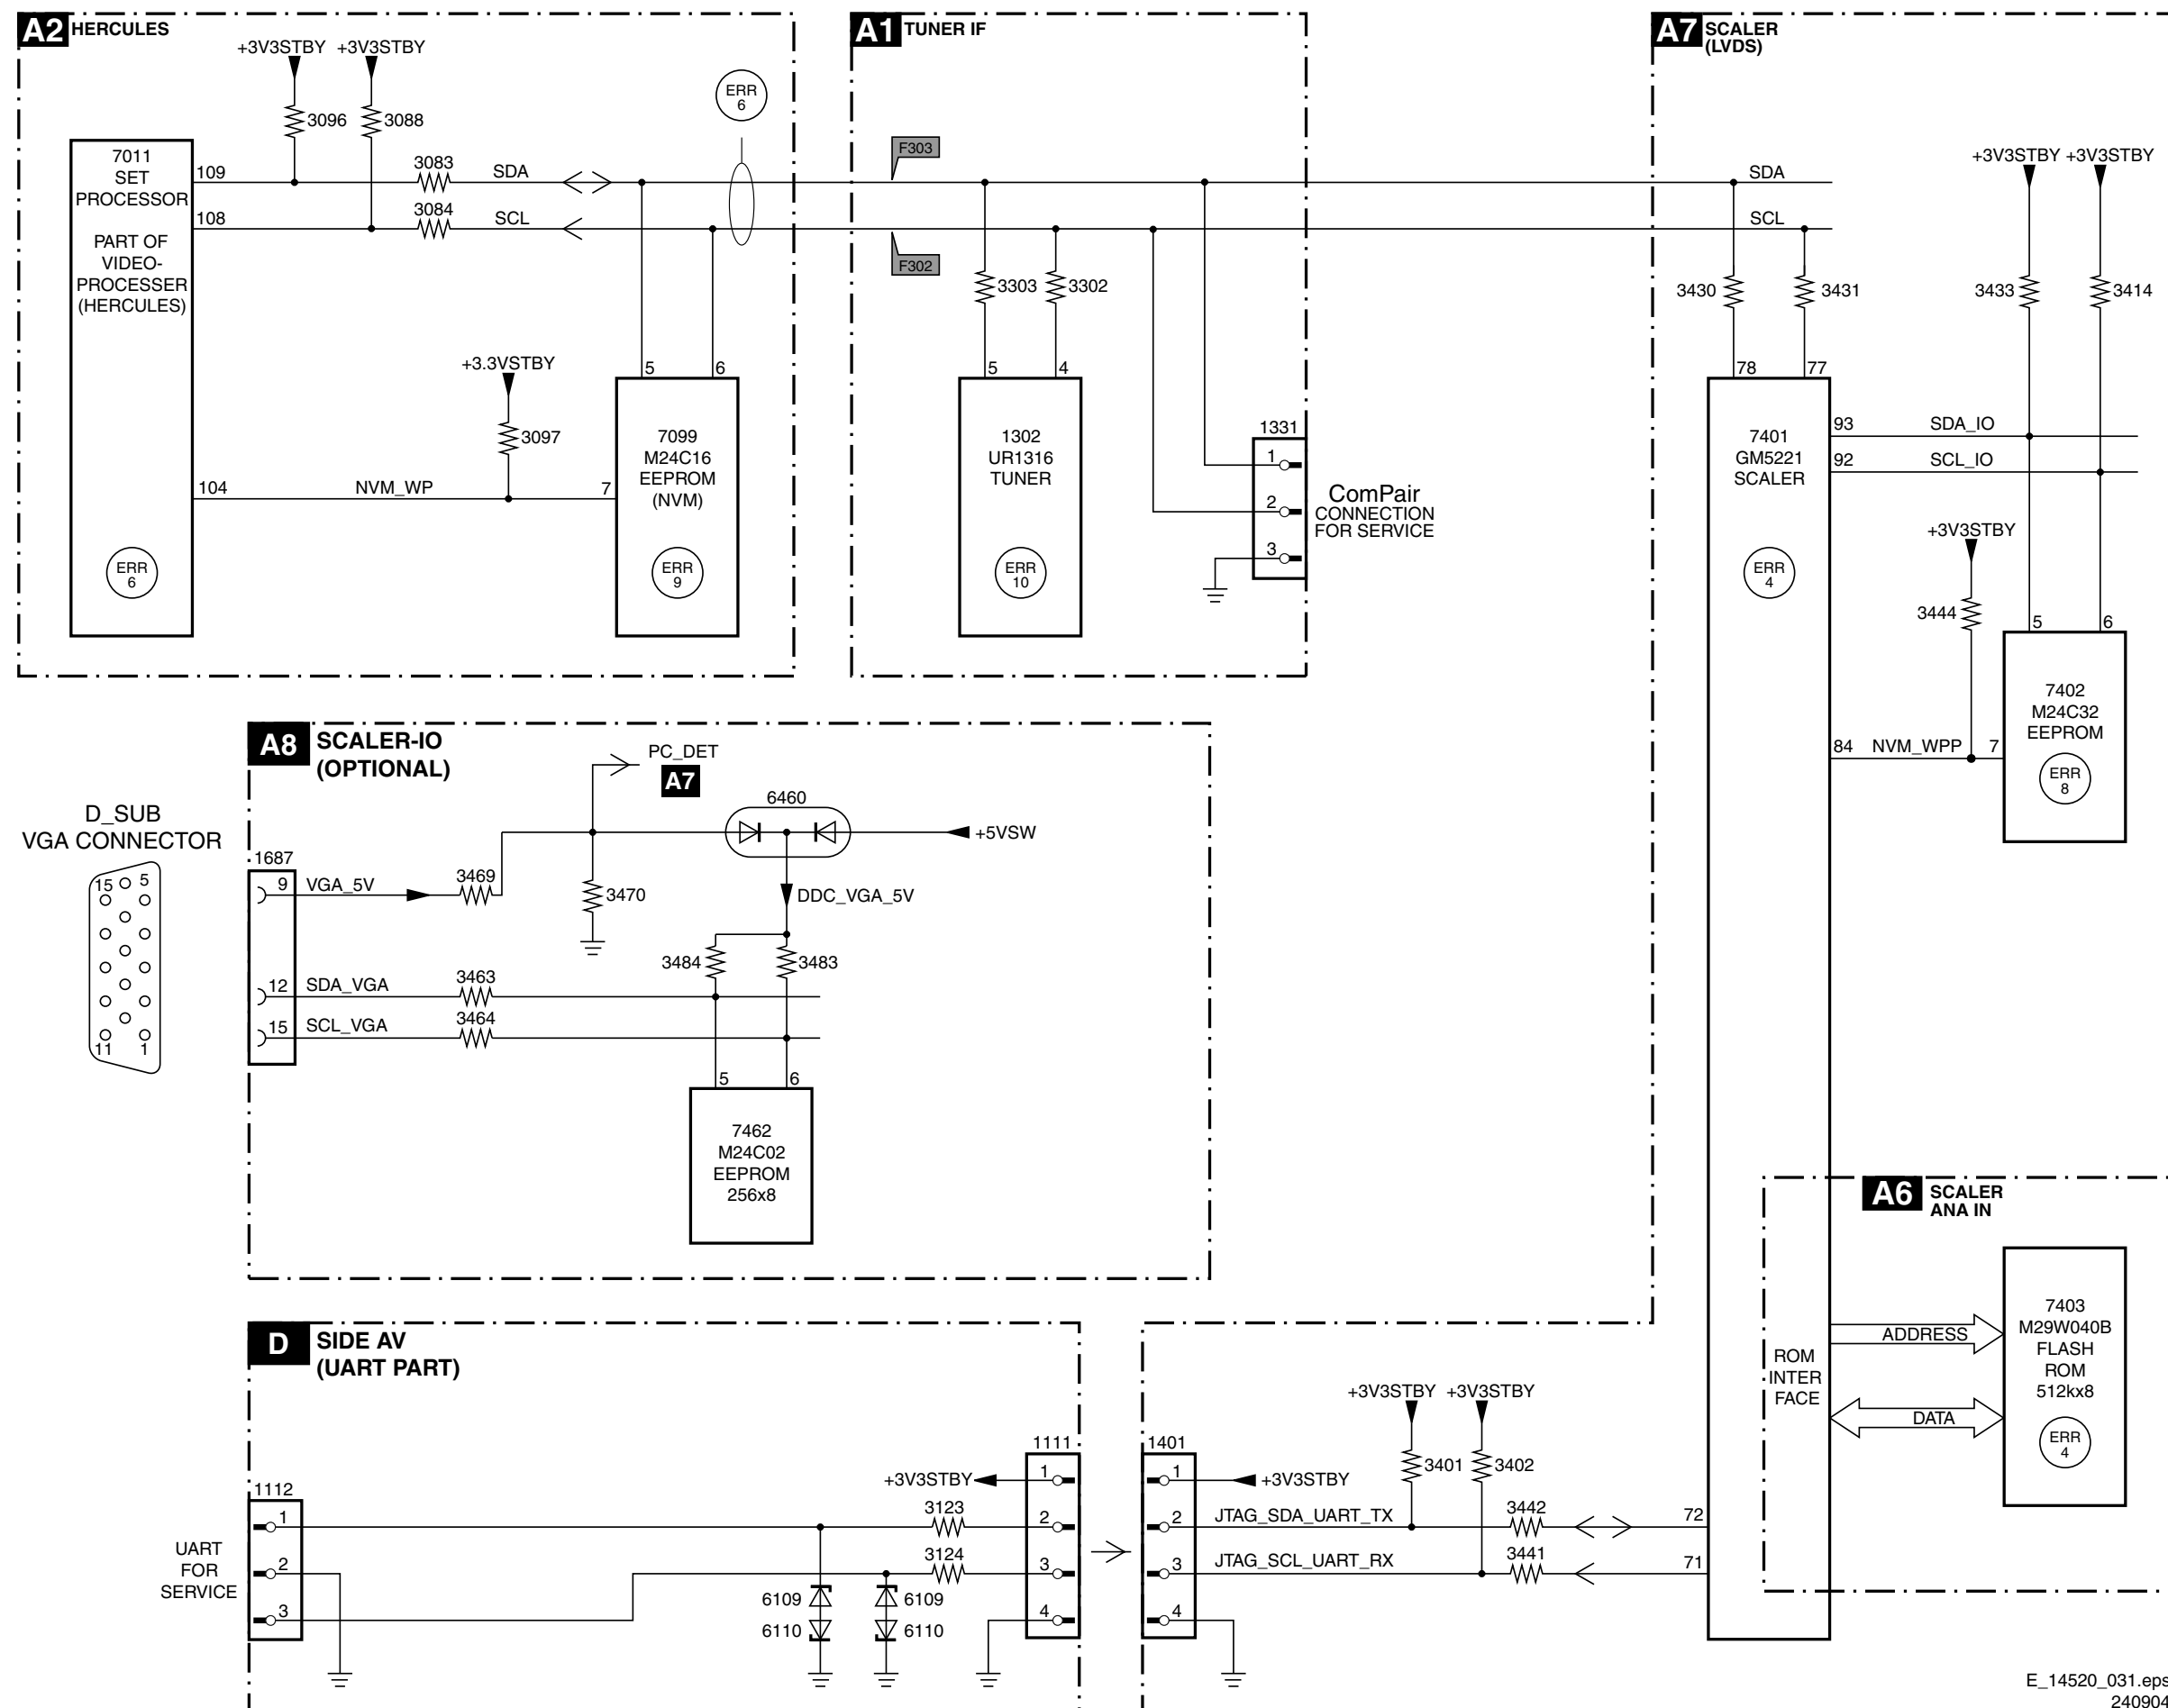 A2 HERCULES
+3V3STBY +3V3STBY
3096 3088
ERR
6
7011
SET
PROCESSOR
PART OF
VIDEO-
PROCESSER
(HERCULES)
109 3083 SDA
108 3084 SCL
+3.3VSTBY
3097
104 NVM_WP 7
5 6
7099
M24C16
EEPROM
(NVM)
ERR
6
ERR
9
A1 TUNER IF
F303
F302
3303 3302
5 4
1302
UR1316
TUNER
ERR
10
1331
1
2
3
ComPair
CONNECTION
FOR SERVICE
A7 SCALER
(LVDS)
SDA
SCL
+3V3STBY +3V3STBY
3430 3431 3433 3414
78 77
7401
GM5221
SCALER
ERR
4
93 SDA_IO
92 SCL_IO
+3V3STBY
3444
5 6
84 NVM_WPP 7
7402
M24C32
EEPROM
ERR
8
A8 SCALER-IO
(OPTIONAL)
PC_DET
A7
6460
+5VSW
D_SUB
VGA CONNECTOR
15 5
11 1
1687
9 VGA_5V 3469
3470
DDC_VGA_5V
3484 3483
12 SDA_VGA 3463
15 SCL_VGA 3464
5 6
7462
M24C02
EEPROM
256x8
A6 SCALER
ANA IN
ROM
INTER
FACE
ADDRESS
DATA
7403
M29W040B
FLASH
ROM
512kx8
ERR
4
D SIDE AV
(UART PART)
1112
1
2
3
UART
FOR
SERVICE
3123
3124
6109 6109
6110 6110
1111
+3V3STBY 1
2
3
4
1401
1 +3V3STBY
2 JTAG_SDA_UART_TX 3442 72
3 JTAG_SCL_UART_RX 3441 71
4
+3V3STBY +3V3STBY
3401 3402
E_14520_031.eps
240904